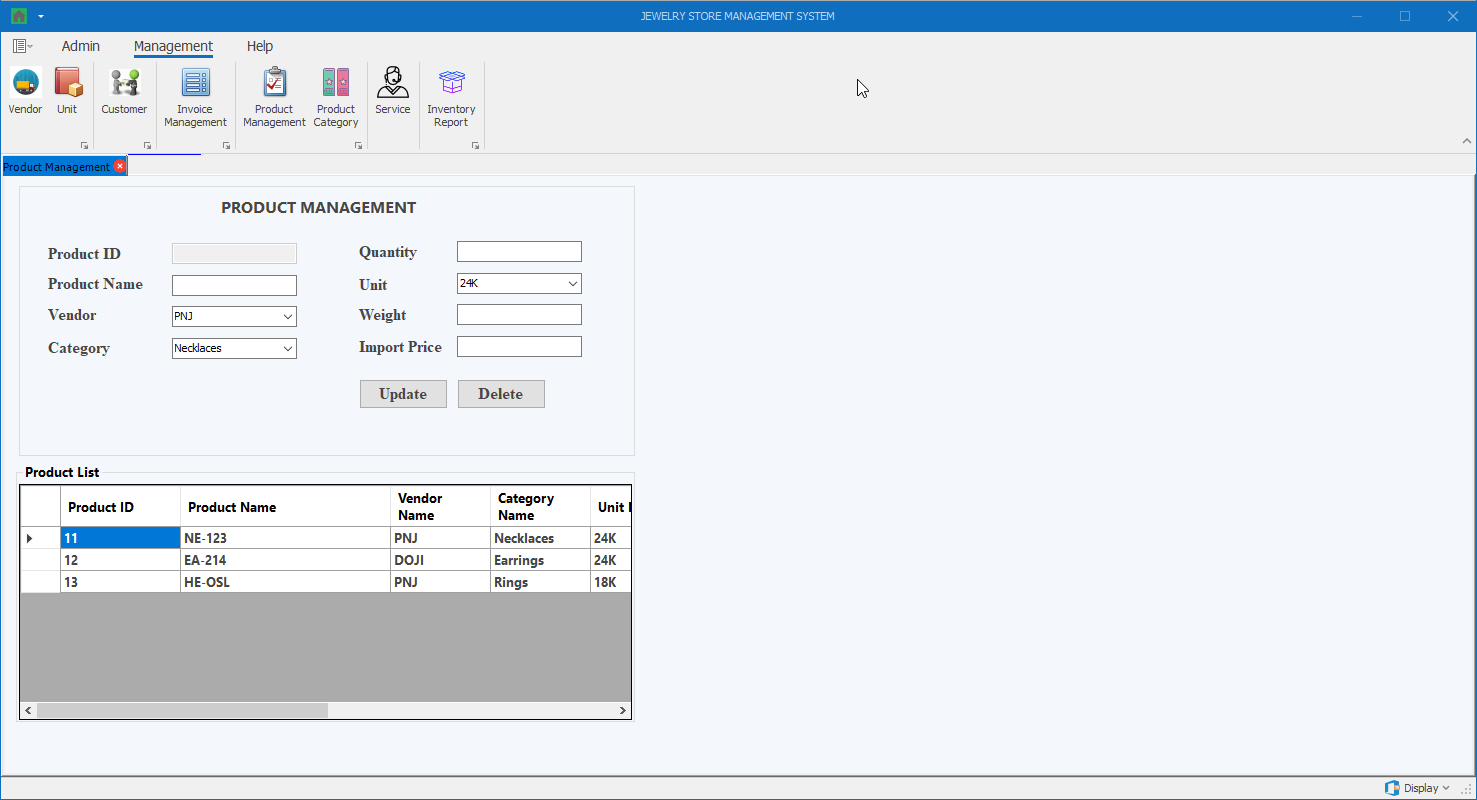 JEWELRY STORE MANAGEMENT SYSTEM
Admin Management Help
Vendor Unit Customer Invoice Management Product Management Product Category Service Inventory Report
Product Management
PRODUCT MANAGEMENT
Product ID
Product Name
Vendor PNJ
Category Necklaces
Quantity
Unit 24K
Weight
Import Price
Update Delete
Product List
Product ID Product Name Vendor Name Category Name Unit
11 NE-123 PNJ Necklaces 24K
12 EA-214 DOJI Earrings 24K
13 HE-OSL PNJ Rings 18K
Display